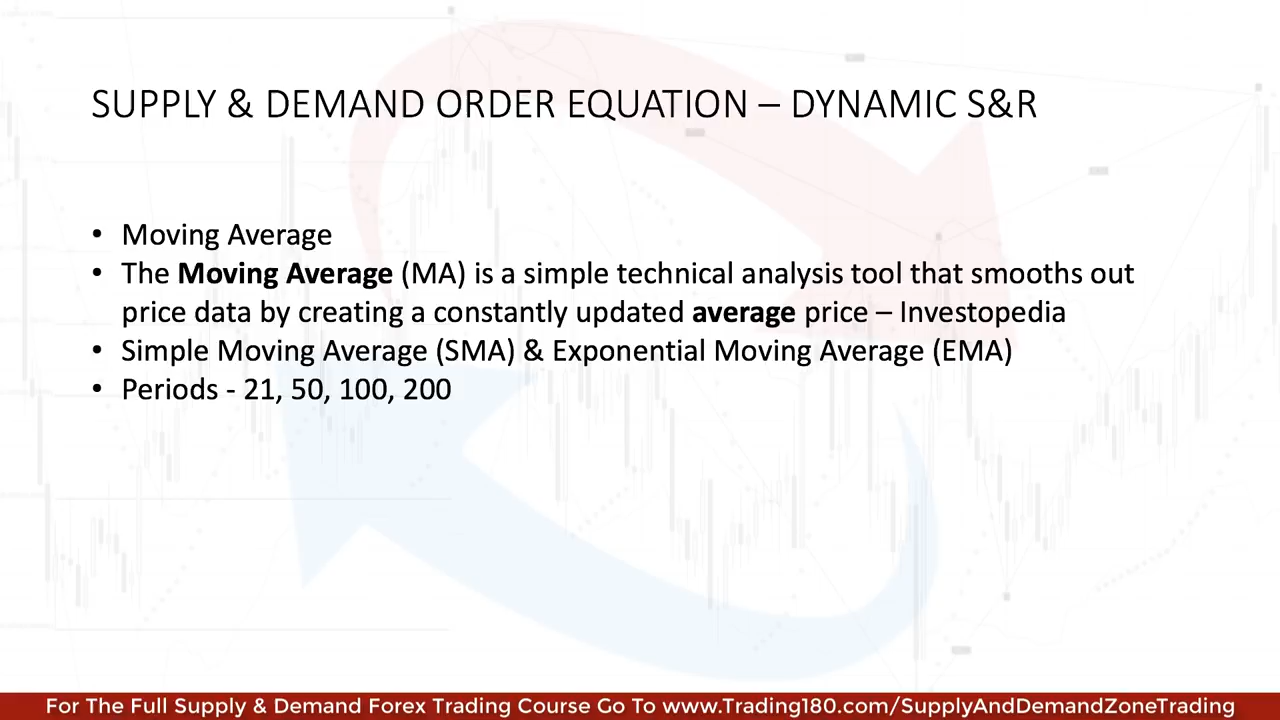 SUPPLY & DEMAND ORDER EQUATION – DYNAMIC S&R
• Moving Average
• The Moving Average (MA) is a simple technical analysis tool that smooths out
price data by creating a constantly updated average price – Investopedia
• Simple Moving Average (SMA) & Exponential Moving Average (EMA)
• Periods - 21, 50, 100, 200
For The Full Supply & Demand Forex Trading Course Go To www.Trading180.com/SupplyAndDemandZoneTrading